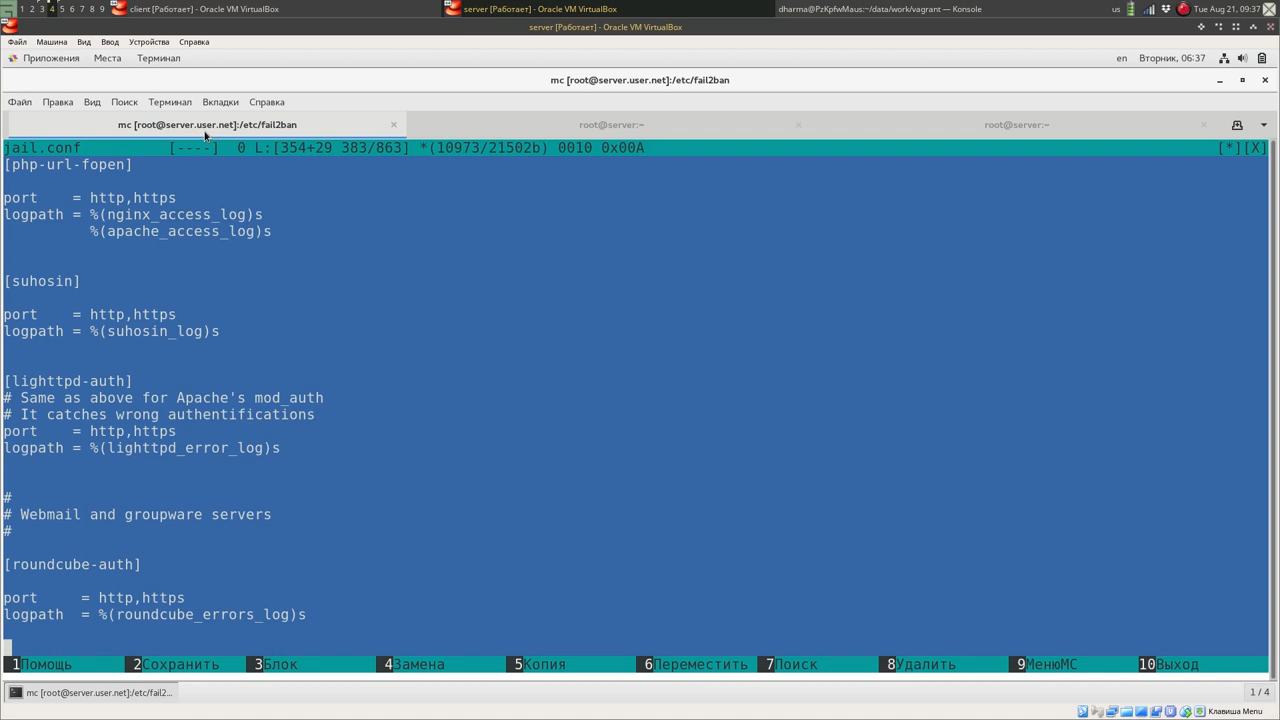 1 2 3 4 5 6 7 8 9 client [Работает] - Oracle VM VirtualBox server [Работает] - Oracle VM VirtualBox dharma@PzKpfwMaus:~/data/work/vagrant — Konsole us Tue Aug 21, 09:37
server [Работает] - Oracle VM VirtualBox
Файл Машина Вид Ввод Устройства Справка
Приложения Места Терминал en Вторник, 06:37
mc [root@server.user.net]:/etc/fail2ban
Файл Правка Вид Поиск Терминал Вкладки Справка
mc [root@server.user.net]:/etc/fail2ban root@server:~ root@server:~
jail.conf [----] 0 L:[354+29 383/863] *(10973/21502b) 0010 0x00A [*][X]
[php-url-fopen]
port = http,https
logpath = %(nginx_access_log)s
%(apache_access_log)s
[suhosin]
port = http,https
logpath = %(suhosin_log)s
[lighttpd-auth]
# Same as above for Apache's mod_auth
# It catches wrong authentifications
port = http,https
logpath = %(lighttpd_error_log)s
#
# Webmail and groupware servers
#
[roundcube-auth]
port = http,https
logpath = %(roundcube_errors_log)s
1Помощь 2Сохранить 3Блок 4Замена 5Копия 6Переместить 7Поиск 8Удалить 9МенюMC 10Выход
mc [root@server.user.net]:/etc/fail2... 1 / 4
Клавиша Menu